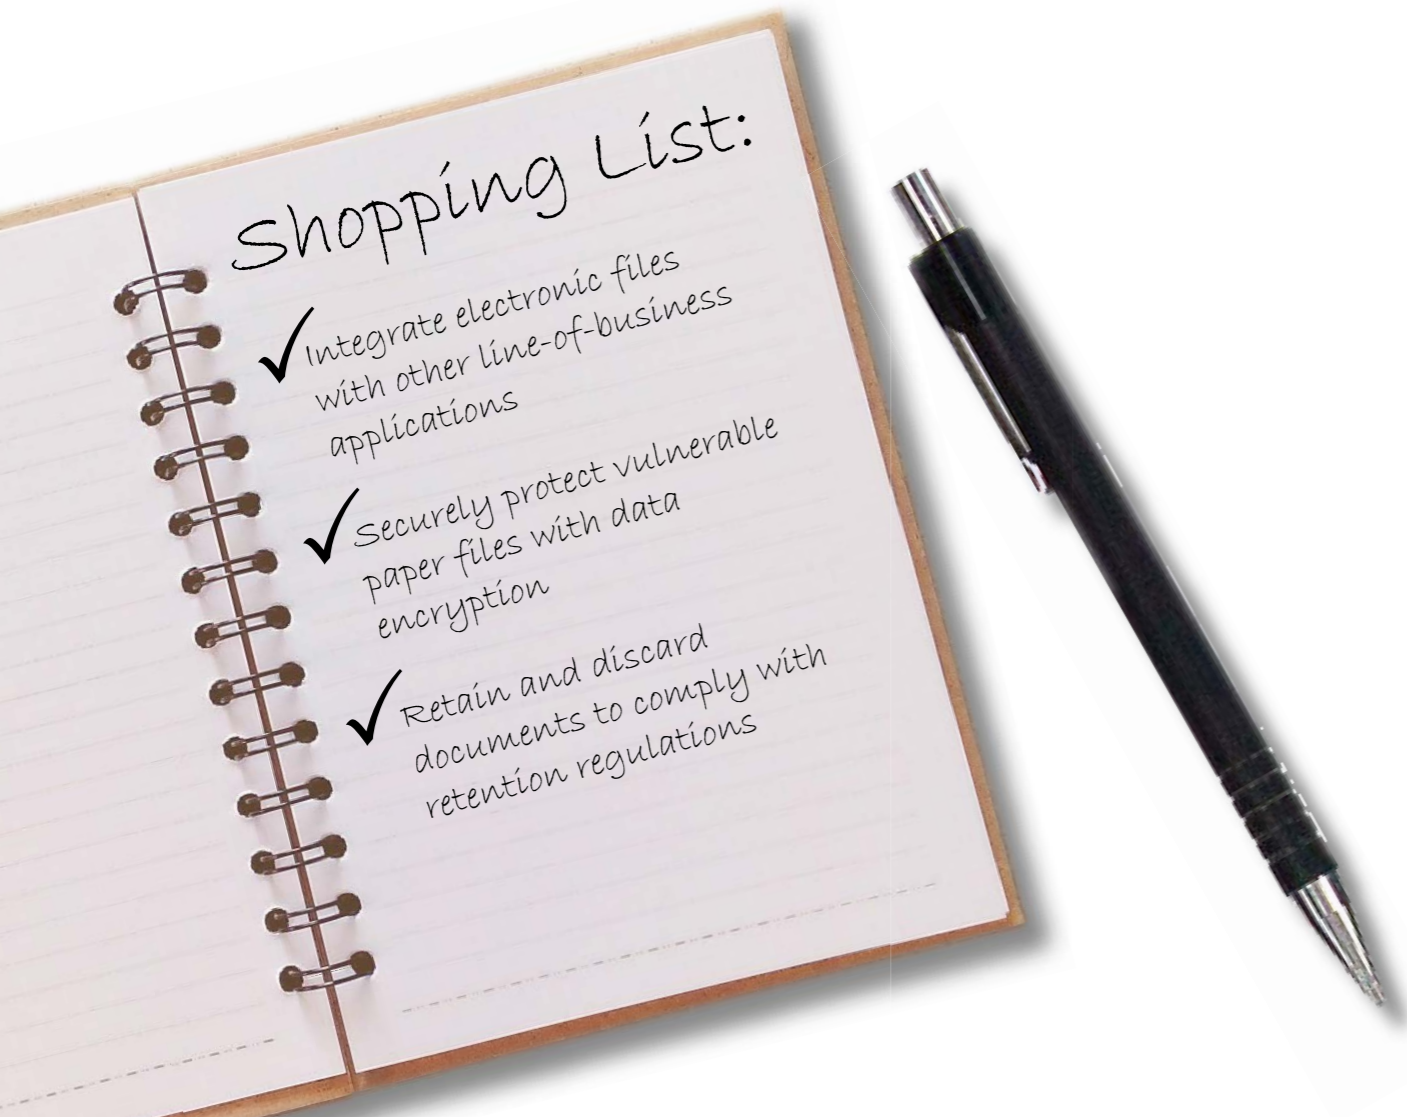 Shopping List:
✓ Integrate electronic files
with other line-of-business
applications
✓ Securely protect vulnerable
paper files with data
encryption
✓ Retain and discard
documents to comply with
retention regulations